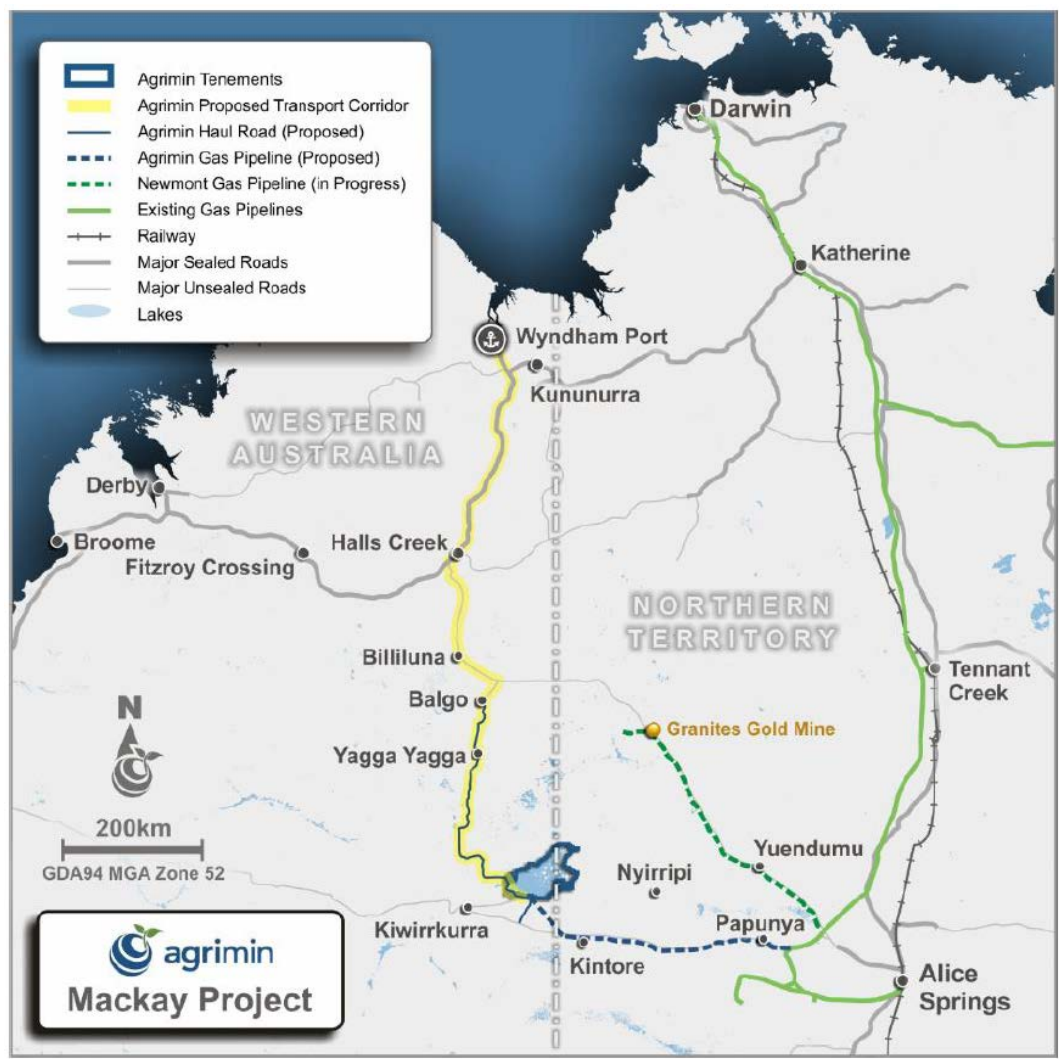 Agrimin Tenements
Agrimin Proposed Transport Corridor
Agrimin Haul Road (Proposed)
Agrimin Gas Pipeline (Proposed)
Newmont Gas Pipeline (in Progress)
Existing Gas Pipelines
Railway
Major Sealed Roads
Major Unsealed Roads
Lakes
Darwin
Katherine
Wyndham Port
Kununurra
WESTERN
AUSTRALIA
Derby
Broome
Fitzroy Crossing
Halls Creek
NORTHERN
TERRITORY
Billiluna
Tennant
Creek
Balgo
Granites Gold Mine
Yagga Yagga
N
200km
GDA94 MGA Zone 52
Yuendumu
Nyirripi
Kiwirrkurra
Papunya
Kintore
Alice
Springs
agrimin
Mackay Project